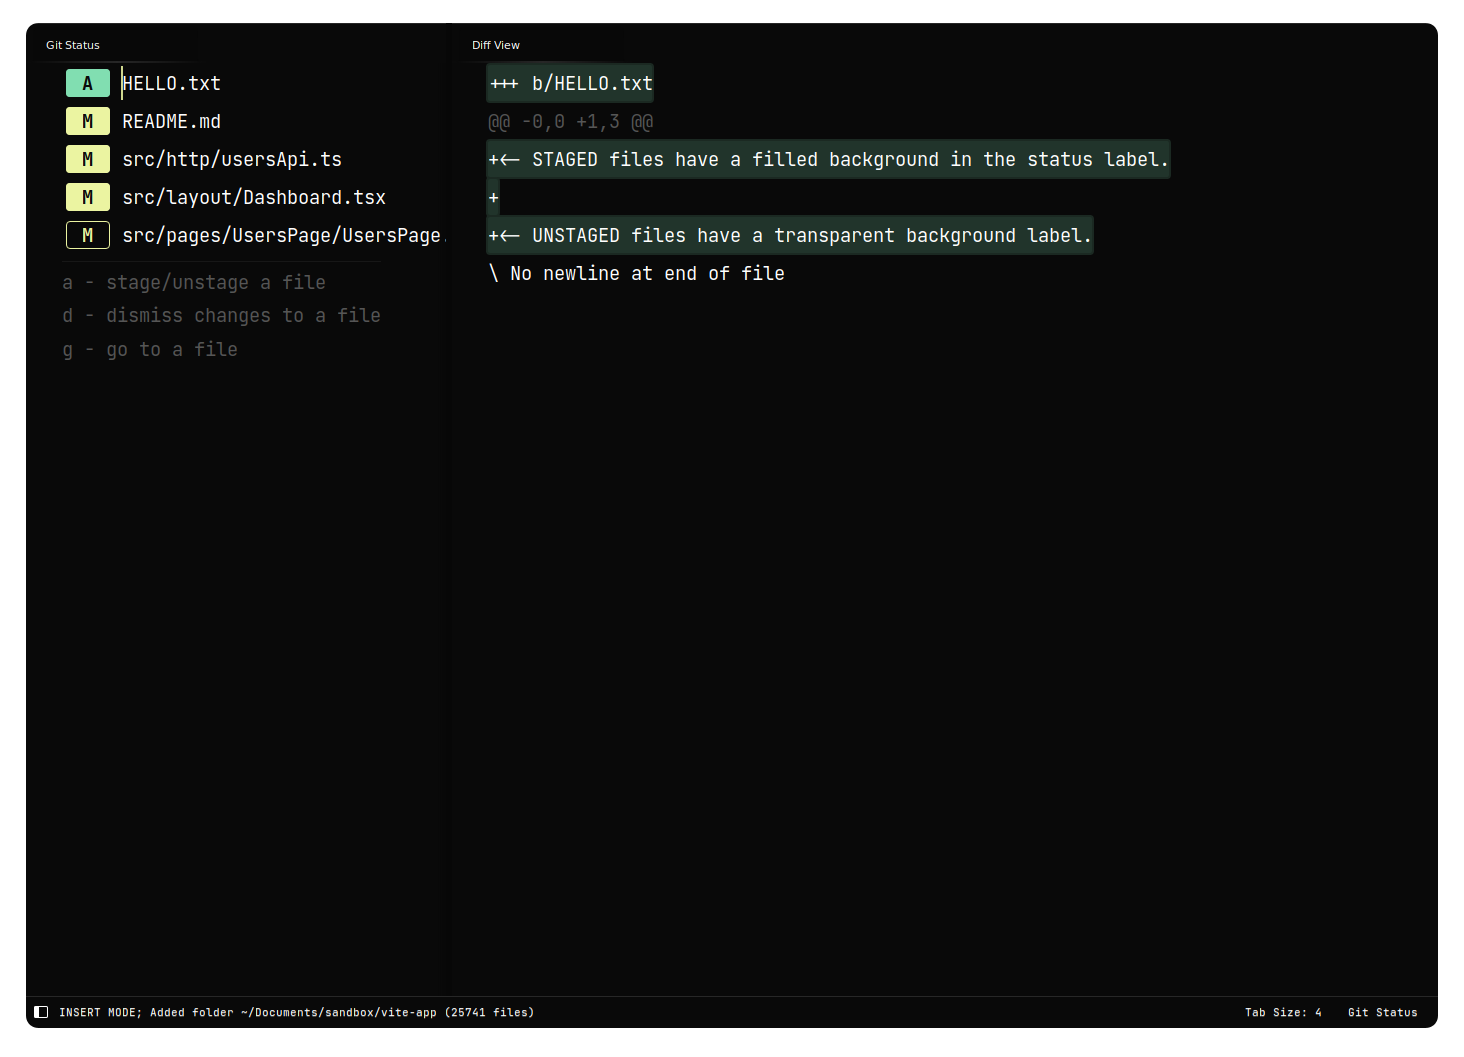 Git Status
A HELLO.txt
M README.md
M src/http/usersApi.ts
M src/layout/Dashboard.tsx
M src/pages/UsersPage/UsersPage.
a - stage/unstage a file
d - dismiss changes to a file
g - go to a file
Diff View
+++ b/HELLO.txt
@@ -0,0 +1,3 @@
+<- STAGED files have a filled background in the status label.
+
+<- UNSTAGED files have a transparent background label.
\ No newline at end of file
INSERT MODE; Added folder ~/Documents/sandbox/vite-app (25741 files)
Tab Size: 4 Git Status